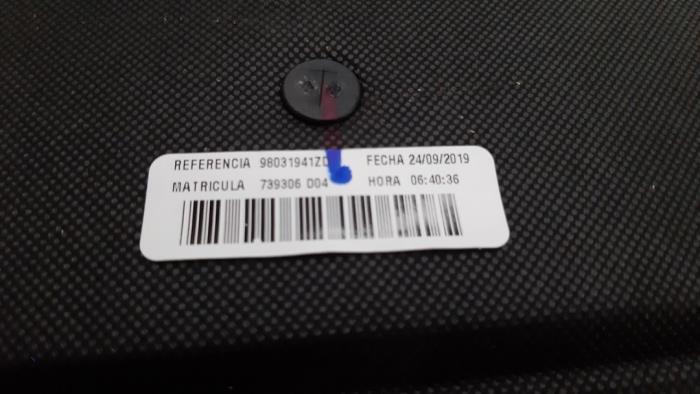 REFERENCIA 98031941ZD FECHA 24/09/2019
MATRICULA 739306 D04 HORA 06:40:36